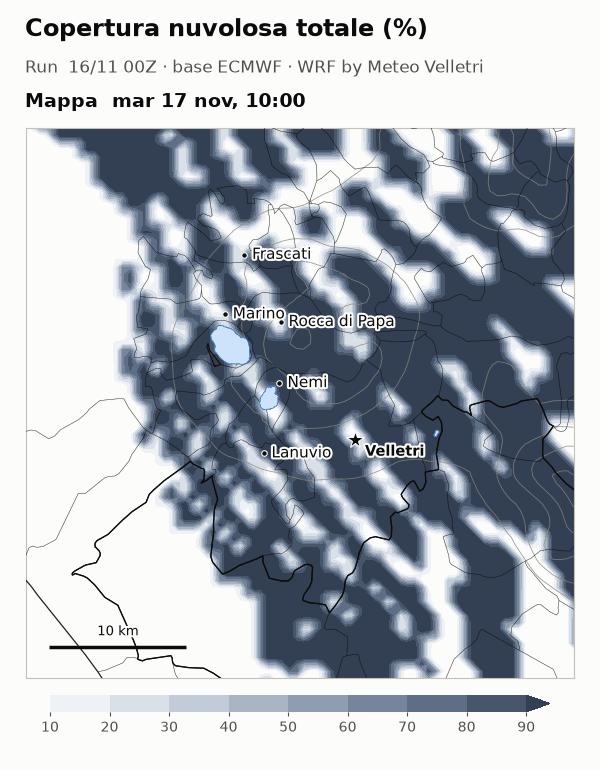 Copertura nuvolosa totale (%)
Run  16/11 00Z · base ECMWF · WRF by Meteo Velletri
Mappa  mar 17 nov, 10:00
Frascati
Marino
Rocca di Papa
Nemi
Velletri
Lanuvio
10 km
10 20 30 40 50 60 70 80 90